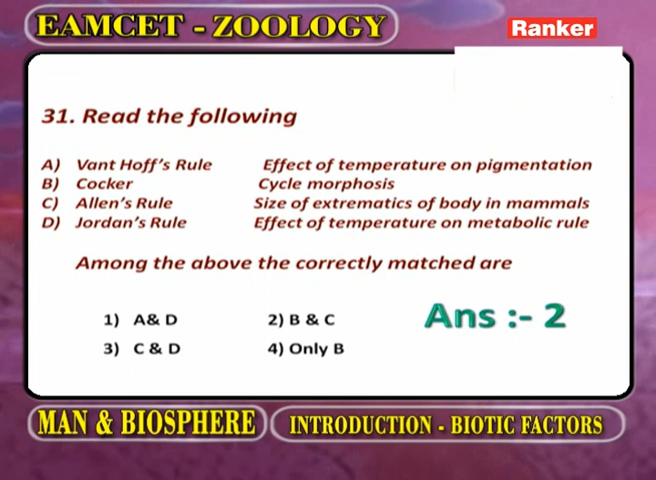 EAMCET - ZOOLOGY
Ranker
31. Read the following
A) Vant Hoff's Rule Effect of temperature on pigmentation
B) Cocker Cycle morphosis
C) Allen's Rule Size of extrematics of body in mammals
D) Jordan's Rule Effect of temperature on metabolic rule
Among the above the correctly matched are
1) A& D 2) B & C
3) C & D 4) Only B
Ans :- 2
MAN & BIOSPHERE INTRODUCTION - BIOTIC FACTORS